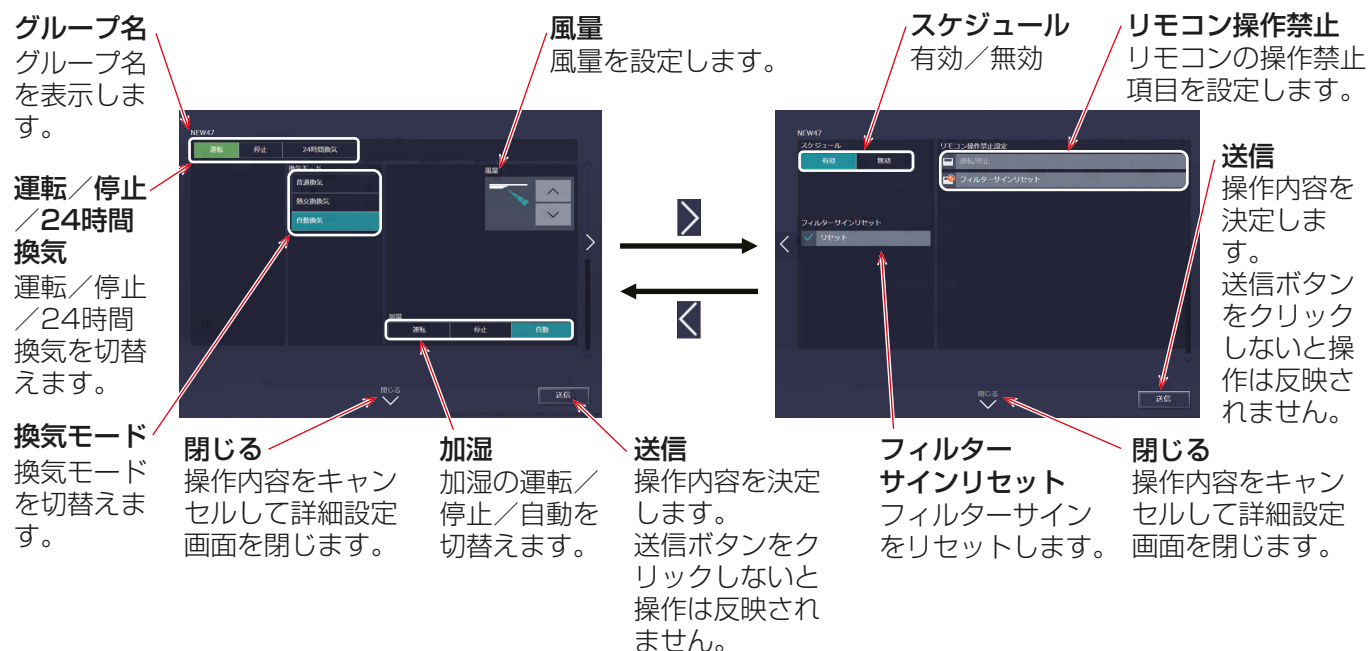 グループ名
グループ名
を表示しま
す。
運転／停止
／24時間
換気
運転／停止
／24時間
換気を切替
えます。
換気モード
換気モード
を切替えま
す。
風量
風量を設定します。
NEW47
運転 停止 24時間換気
換気モード
普通換気
熱交換換気
自動換気
風量
加湿
運転 停止 自動
閉じる
送信
閉じる
操作内容をキャン
セルして詳細設定
画面を閉じます。
加湿
加湿の運転／
停止／自動を
切替えます。
送信
操作内容を決定
します。
送信ボタンをク
リックしないと
操作は反映され
ません。
スケジュール
有効／無効
リモコン操作禁止
リモコンの操作禁止
項目を設定します。
NEW47
スケジュール
有効 無効
リモコン操作禁止設定
運転/停止
フィルターサインリセット
フィルターサインリセット
リセット
閉じる
送信
送信
操作内容を
決定しま
す。
送信ボタン
をクリック
しないと操
作は反映さ
れません。
フィルター
サインリセット
フィルターサイン
をリセットします。
閉じる
操作内容をキャン
セルして詳細設定
画面を閉じます。